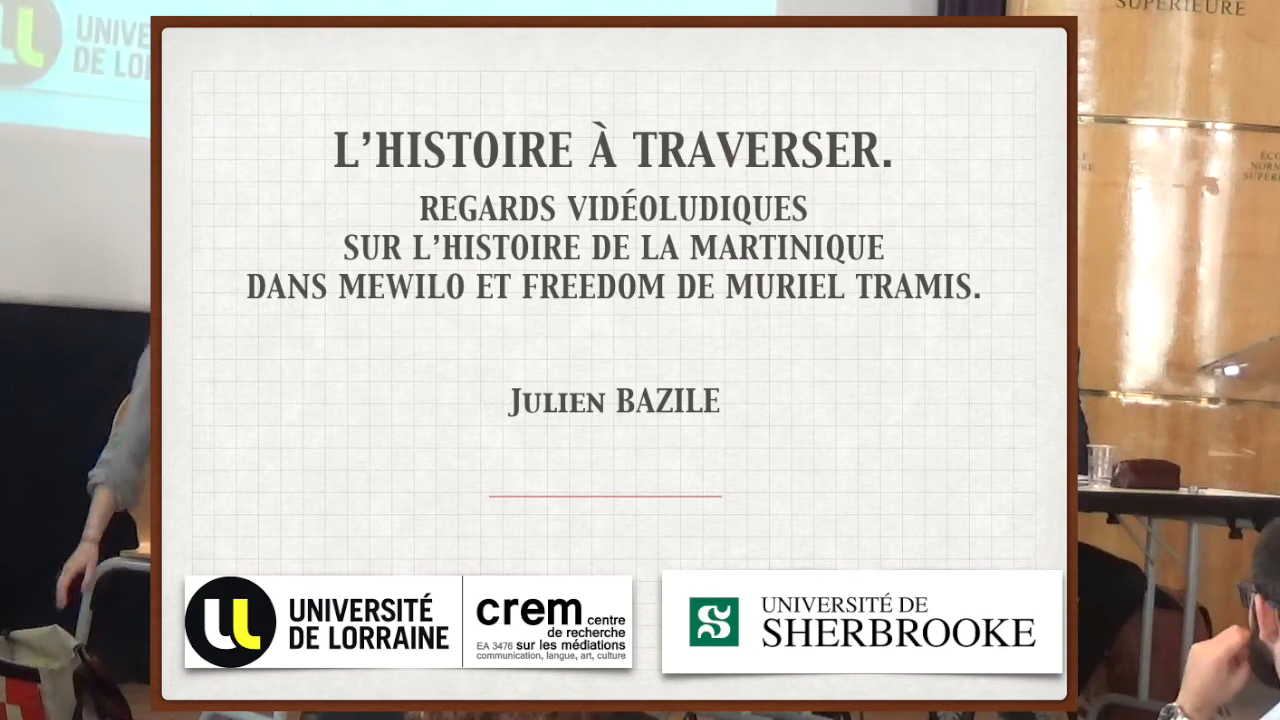 UNIVE
DE LO
SUPÉRIEURE
L'HISTOIRE À TRAVERSER.
REGARDS VIDÉOLUDIQUES
SUR L'HISTOIRE DE LA MARTINIQUE
DANS MEWILO ET FREEDOM DE MURIEL TRAMIS.
Julien BAZILE
UNIVERSITÉ
DE LORRAINE
crem centre
de recherche
EA 3476 sur les médiations
communication, langue, art, culture
UNIVERSITÉ DE
SHERBROOKE